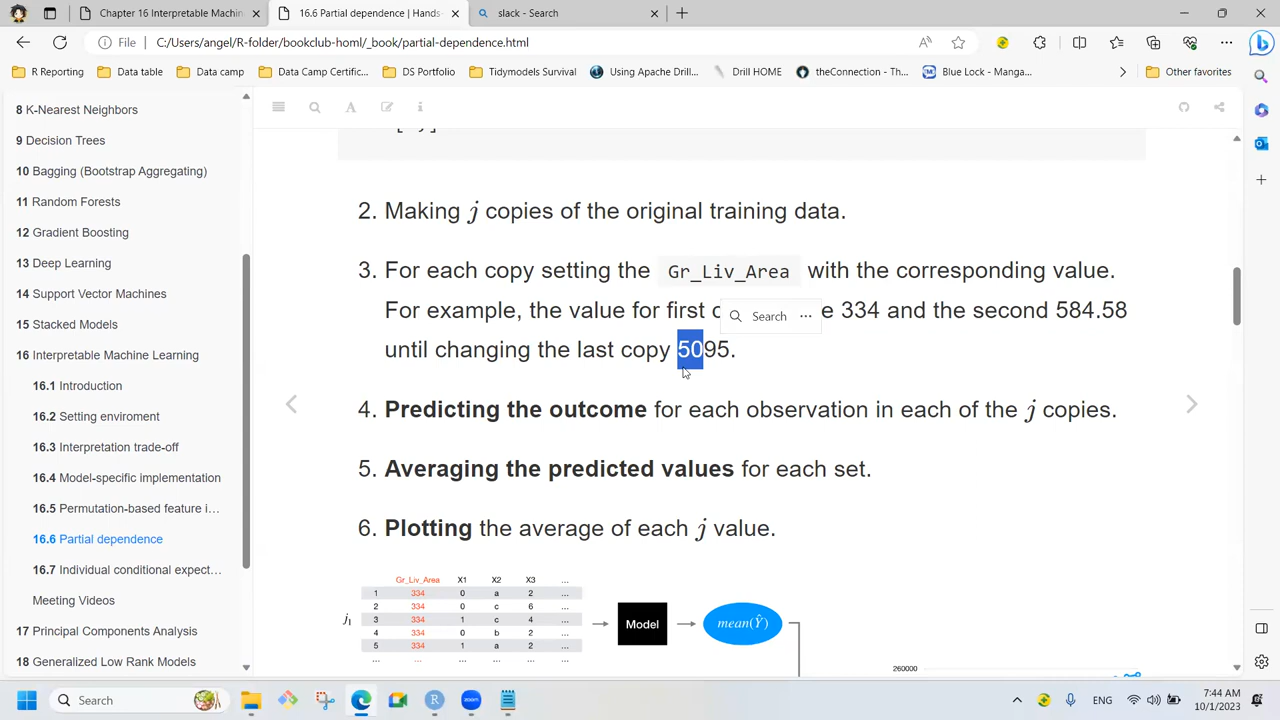 Chapter 16 Interpretable Machin
16.6 Partial dependence | Hands-
slack - Search
File
C:/Users/angel/R-folder/bookclub-homl/_book/partial-dependence.html
R Reporting
Data table
Data camp
Data Camp Certific...
DS Portfolio
Tidymodels Survival
Using Apache Drill...
Drill HOME
theConnection - Th...
Blue Lock - Manga...
Other favorites
8 K-Nearest Neighbors
9 Decision Trees
10 Bagging (Bootstrap Aggregating)
11 Random Forests
12 Gradient Boosting
13 Deep Learning
14 Support Vector Machines
15 Stacked Models
16 Interpretable Machine Learning
16.1 Introduction
16.2 Setting enviroment
16.3 Interpretation trade-off
16.4 Model-specific implementation
16.5 Permutation-based feature i...
16.6 Partial dependence
16.7 Individual conditional expect...
Meeting Videos
17 Principal Components Analysis
18 Generalized Low Rank Models
2. Making j copies of the original training data.
3. For each copy setting the Gr_Liv_Area with the corresponding value.
For example, the value for first 334 and the second 584.58
Search ...
until changing the last copy 5095.
4. Predicting the outcome for each observation in each of the j copies.
5. Averaging the predicted values for each set.
6. Plotting the average of each j value.
Gr_Liv_Area X1 X2 X3 ...
1 334 0 a 2 ...
2 334 0 c 6 ...
j1 3 334 1 c 4 ...
4 334 0 b 2 ...
5 334 1 a 2 ...
... ... ... ... ... ...
Model
mean(Ŷ)
260000
Search
ENG
7:44 AM
10/1/2023